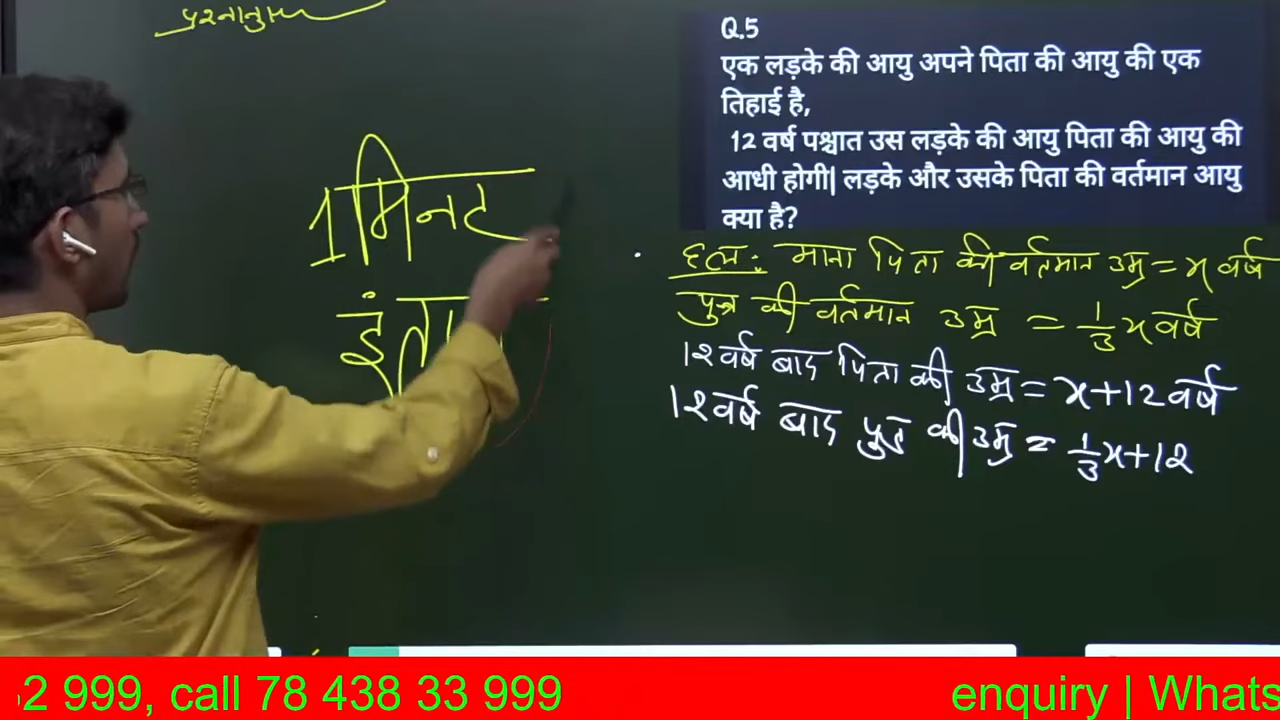 प्रश्नानुसार
1 मिनट
Q.5
एक लड़के की आयु अपने पिता की आयु की एक
तिहाई है,
12 वर्ष पश्चात उस लड़के की आयु पिता की आयु की
आधी होगी| लड़के और उसके पिता की वर्तमान आयु
क्या है?
हल: माना पिता की वर्तमान उम्र = x वर्ष
पुत्र की वर्तमान उम्र = 1/3 x वर्ष
12 वर्ष बाद पिता की उम्र = x+12 वर्ष
12 वर्ष बाद पुत्र की उम्र = 1/3 x+12
2 999, call 78 438 33 999
enquiry | Whats